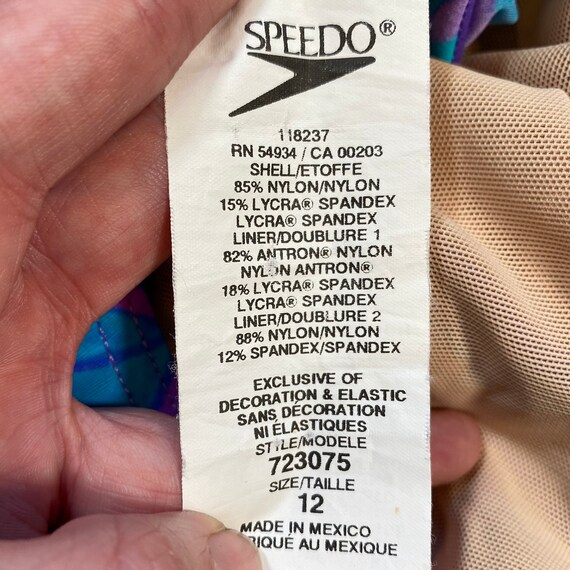 SPEEDO®
118237
RN 54934 / CA 00203
SHELL/ETOFFE
85% NYLON/NYLON
15% LYCRA® SPANDEX
LYCRA® SPANDEX
LINER/DOUBLURE 1
82% ANTRON® NYLON
NYLON ANTRON®
18% LYCRA® SPANDEX
LYCRA® SPANDEX
LINER/DOUBLURE 2
88% NYLON/NYLON
12% SPANDEX/SPANDEX
EXCLUSIVE OF
DECORATION & ELASTIC
SANS DECORATION
NI ELASTIQUES
STYLE/MODELE
723075
SIZE/TAILLE
12
MADE IN MEXICO
RIQUÉ AU MEXIQUE